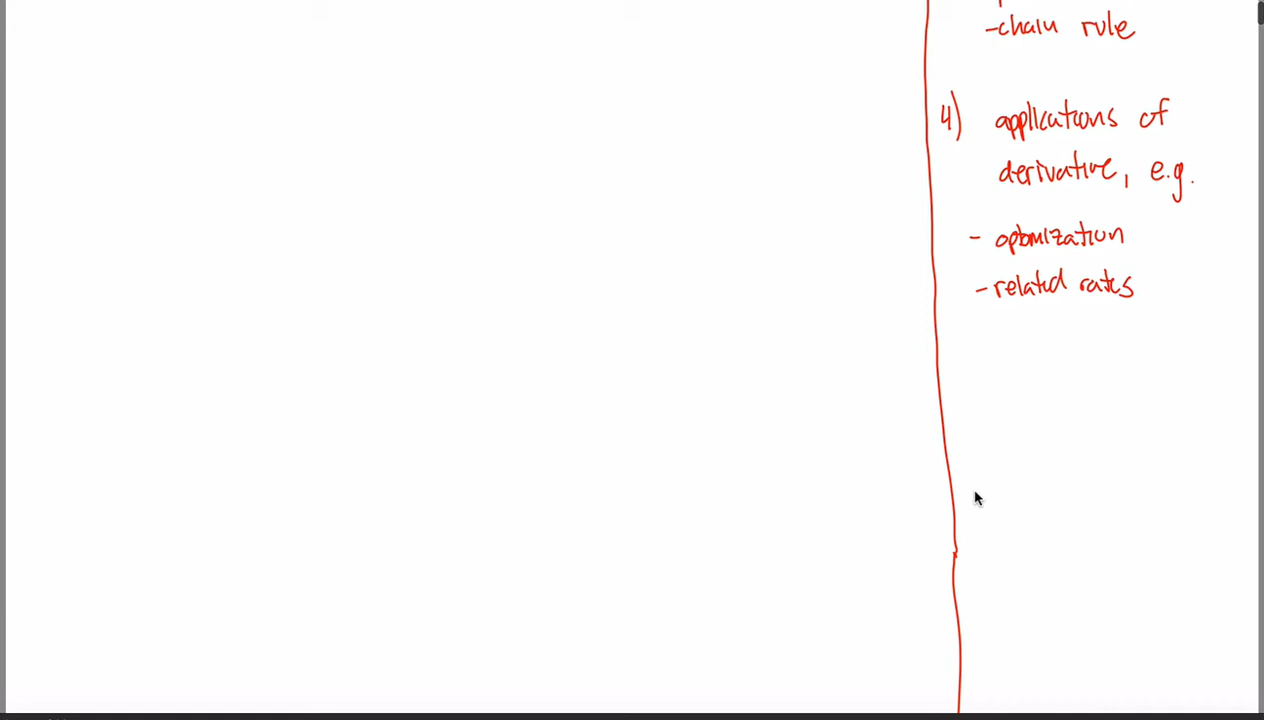 -chain rule
4) applications of
derivative, e.g.
- optimization
- related rates